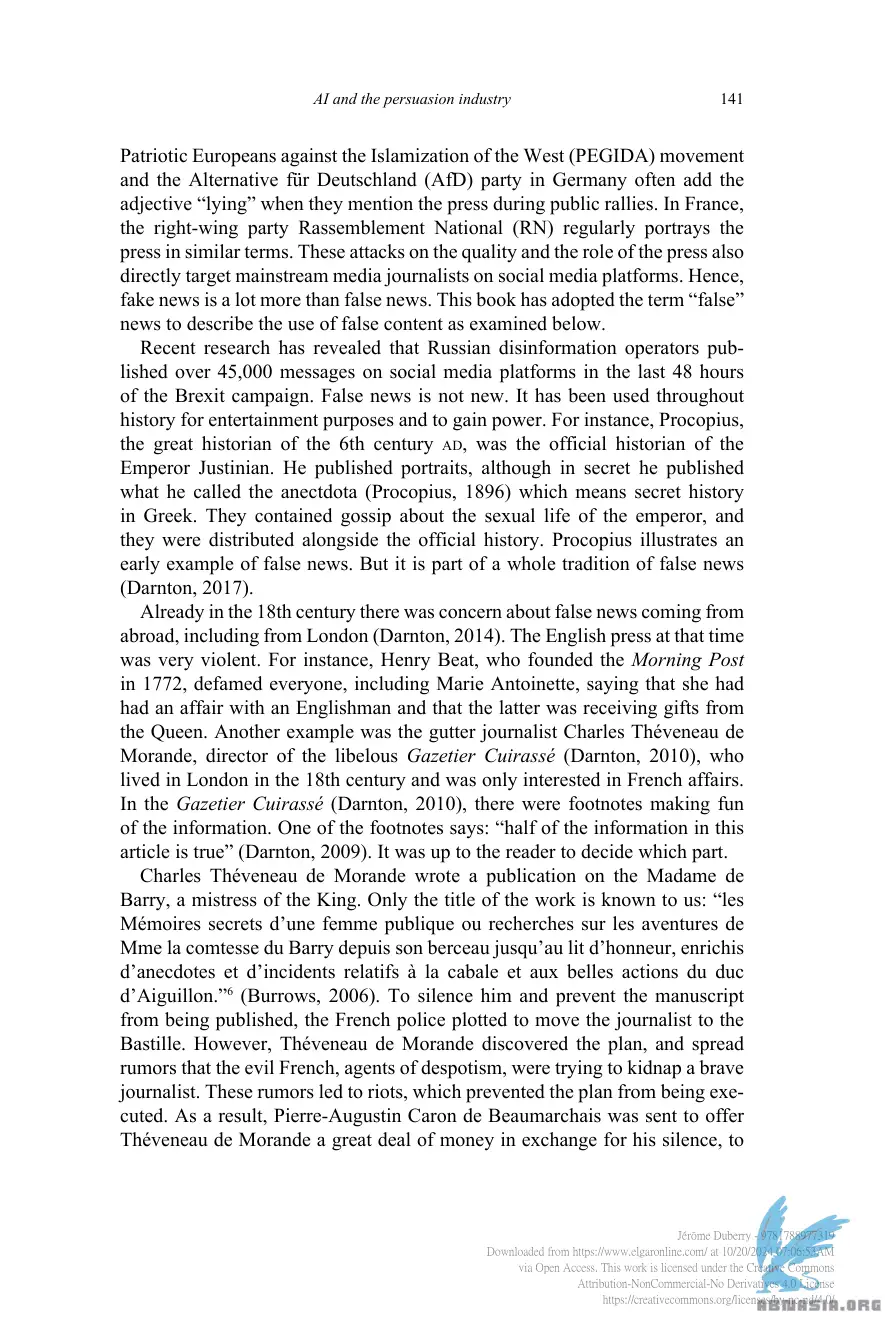 AI and the persuasion industry 141
Patriotic Europeans against the Islamization of the West (PEGIDA) movement
and the Alternative für Deutschland (AfD) party in Germany often add the
adjective “lying” when they mention the press during public rallies. In France,
the right-wing party Rassemblement National (RN) regularly portrays the
press in similar terms. These attacks on the quality and the role of the press also
directly target mainstream media journalists on social media platforms. Hence,
fake news is a lot more than false news. This book has adopted the term “false”
news to describe the use of false content as examined below.
Recent research has revealed that Russian disinformation operators pub-
lished over 45,000 messages on social media platforms in the last 48 hours
of the Brexit campaign. False news is not new. It has been used throughout
history for entertainment purposes and to gain power. For instance, Procopius,
the great historian of the 6th century AD, was the official historian of the
Emperor Justinian. He published portraits, although in secret he published
what he called the anectdota (Procopius, 1896) which means secret history
in Greek. They contained gossip about the sexual life of the emperor, and
they were distributed alongside the official history. Procopius illustrates an
early example of false news. But it is part of a whole tradition of false news
(Darnton, 2017).
Already in the 18th century there was concern about false news coming from
abroad, including from London (Darnton, 2014). The English press at that time
was very violent. For instance, Henry Beat, who founded the Morning Post
in 1772, defamed everyone, including Marie Antoinette, saying that she had
had an affair with an Englishman and that the latter was receiving gifts from
the Queen. Another example was the gutter journalist Charles Théveneau de
Morande, director of the libelous Gazetier Cuirassé (Darnton, 2010), who
lived in London in the 18th century and was only interested in French affairs.
In the Gazetier Cuirassé (Darnton, 2010), there were footnotes making fun
of the information. One of the footnotes says: “half of the information in this
article is true” (Darnton, 2009). It was up to the reader to decide which part.
Charles Théveneau de Morande wrote a publication on the Madame de
Barry, a mistress of the King. Only the title of the work is known to us: “les
Mémoires secrets d’une femme publique ou recherches sur les aventures de
Mme la comtesse du Barry depuis son berceau jusqu’au lit d’honneur, enrichis
d’anecdotes et d’incidents relatifs à la cabale et aux belles actions du duc
d’Aiguillon.”⁶ (Burrows, 2006). To silence him and prevent the manuscript
from being published, the French police plotted to move the journalist to the
Bastille. However, Théveneau de Morande discovered the plan, and spread
rumors that the evil French, agents of despotism, were trying to kidnap a brave
journalist. These rumors led to riots, which prevented the plan from being exe-
cuted. As a result, Pierre-Augustin Caron de Beaumarchais was sent to offer
Théveneau de Morande a great deal of money in exchange for his silence, to
Jérôme Duberry - 9781788977319
Downloaded from https://www.elgaronline.com/ at 10/20/2024 07:06:53AM
via Open Access. This work is licensed under the Creative Commons
Attribution-NonCommercial-No Derivatives 4.0 License
https://creativecommons.org/licenses/by-nc-nd/4.0/
ABTMASIA.ORG